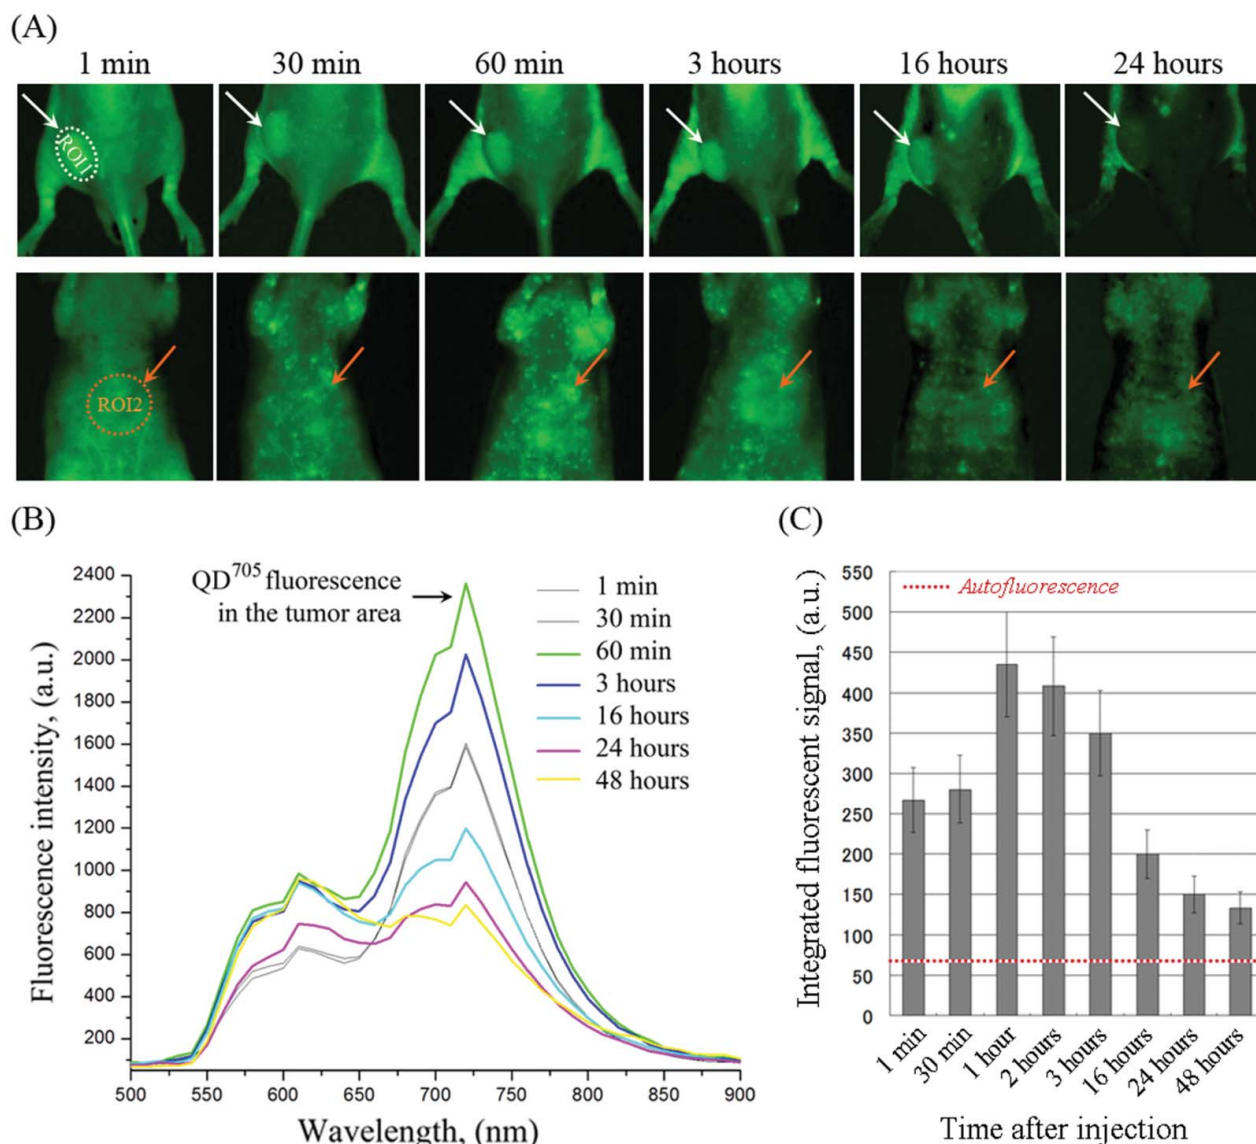 (A)
1 min 30 min 60 min 3 hours 16 hours 24 hours
ROI1
ROI2
(B)
QD705 fluorescence
in the tumor area
1 min
30 min
60 min
3 hours
16 hours
24 hours
48 hours
2400
2200
2000
1800
1600
1400
1200
1000
800
600
400
200
500 550 600 650 700 750 800 850 900
Fluorescence intensity, (a.u.)
Wavelength, (nm)
(C)
Autofluorescence
550
500
450
400
350
300
250
200
150
100
50
0
1 min 30 min 1 hour 2 hours 3 hours 16 hours 24 hours 48 hours
Integrated fluorescent signal, (a.u.)
Time after injection